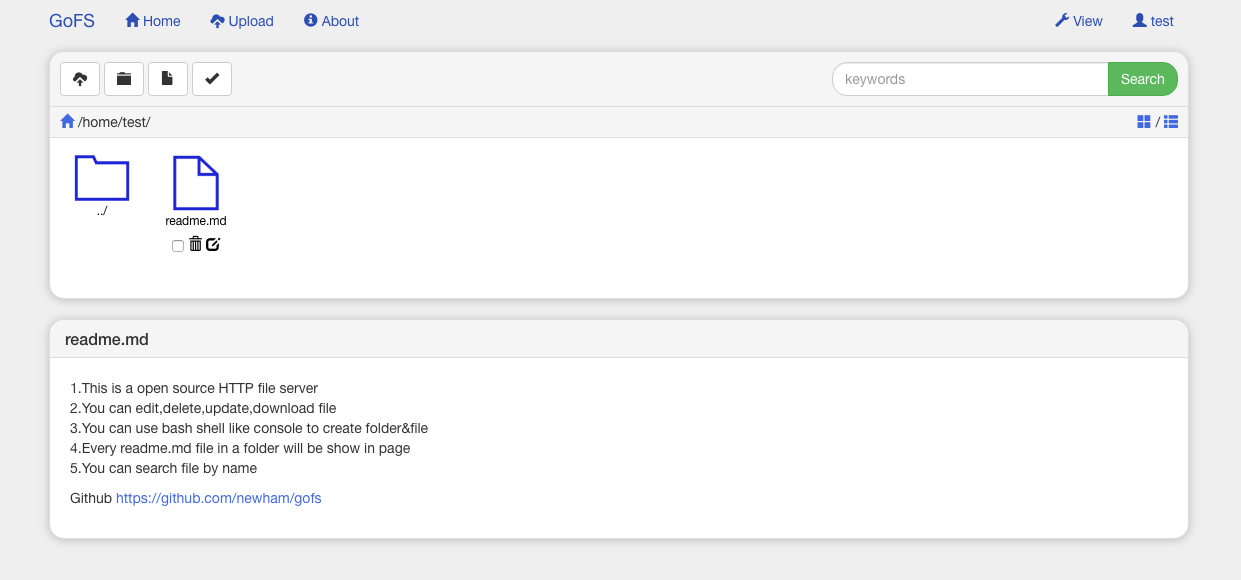 GoFS Home Upload About View test
keywords Search
/home/test/ /
../ readme.md
readme.md
1.This is a open source HTTP file server
2.You can edit,delete,update,download file
3.You can use bash shell like console to create folder&file
4.Every readme.md file in a folder will be show in page
5.You can search file by name
Github https://github.com/newham/gofs